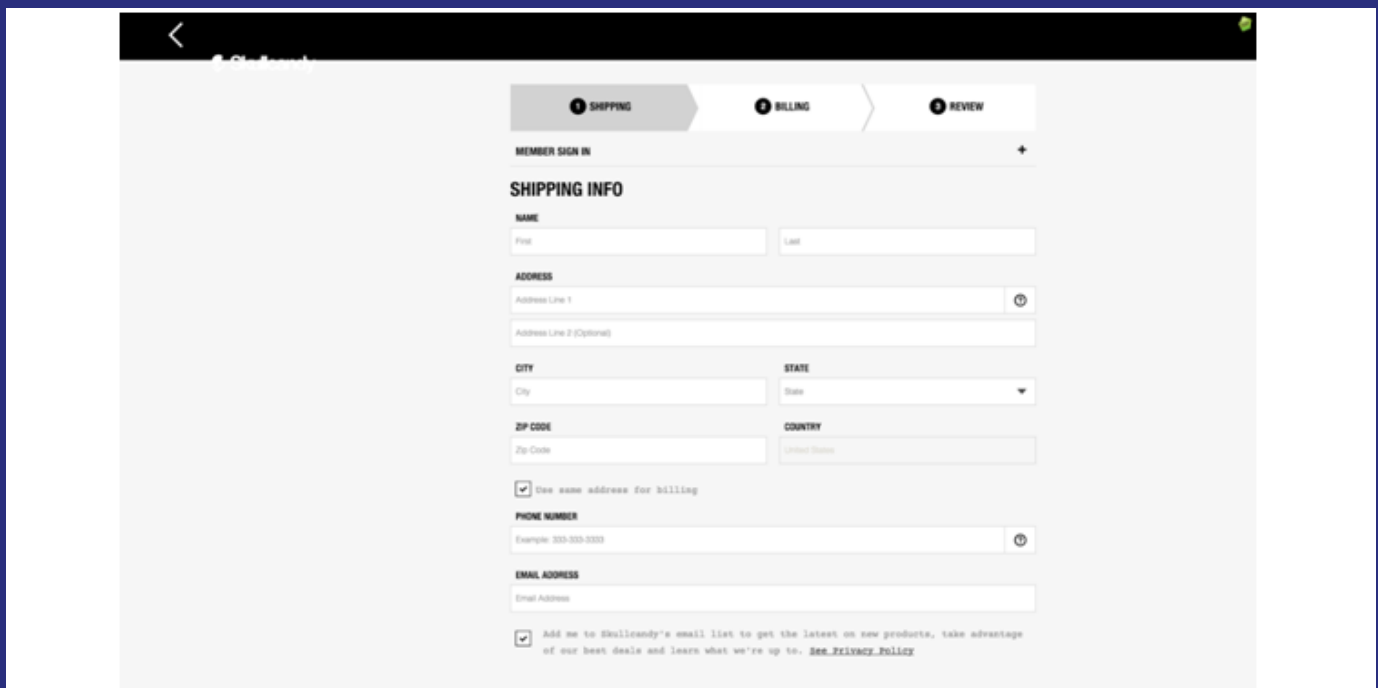 Skullcandy
1 SHIPPING 2 BILLING 3 REVIEW
MEMBER SIGN IN +
SHIPPING INFO
NAME
First Last
ADDRESS
Address Line 1 ?
Address Line 2 (Optional)
CITY STATE
City State
ZIP CODE COUNTRY
Zip Code United States
Use same address for billing
PHONE NUMBER
Example: 333-333-3333 ?
EMAIL ADDRESS
Email Address
Add me to Skullcandy's email list to get the latest on new products, take advantage
of our best deals and learn what we're up to. See Privacy Policy